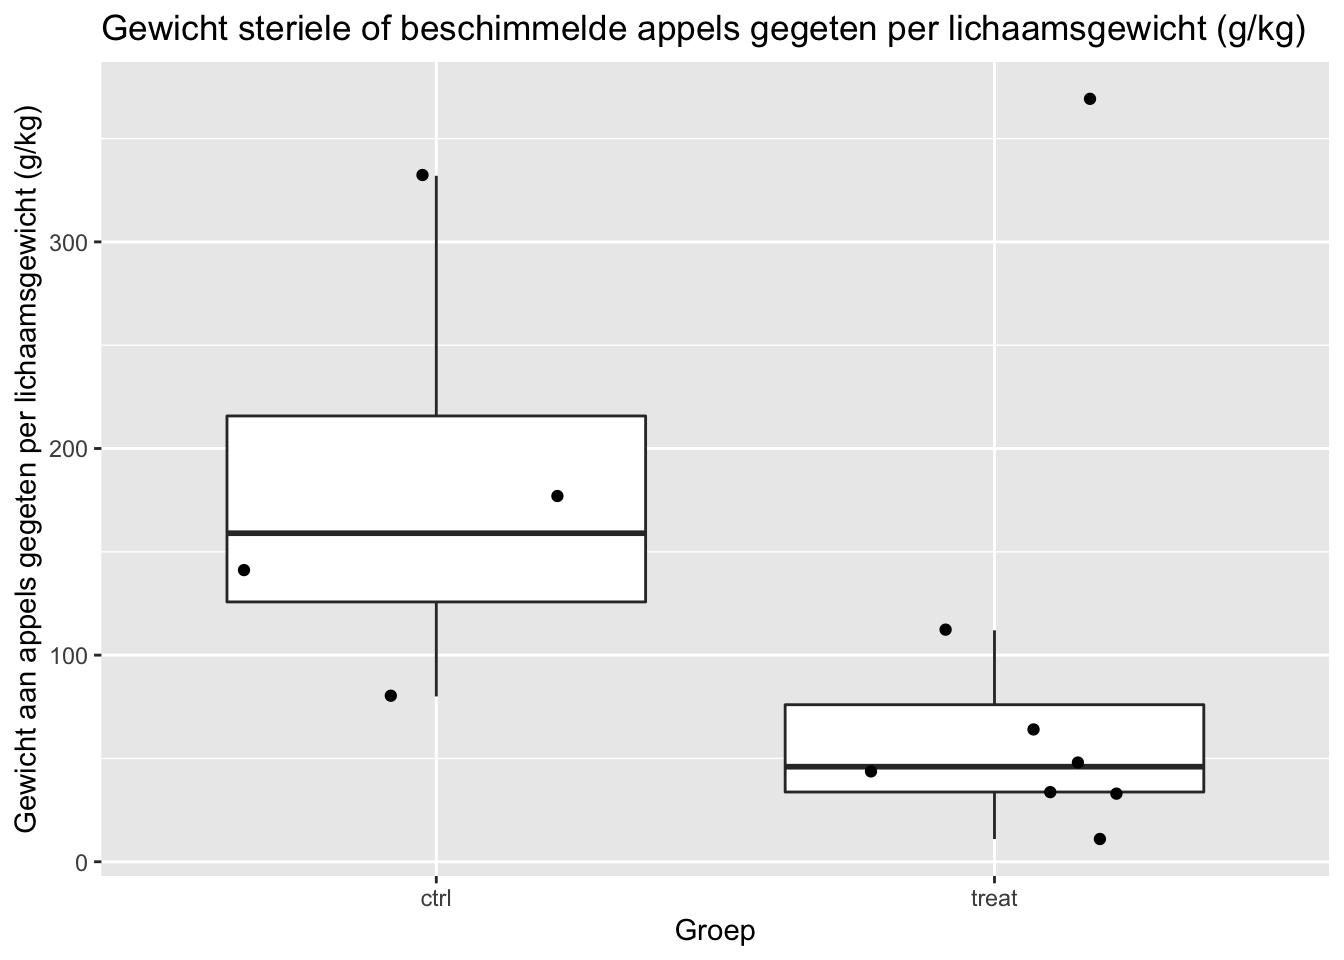 Gewicht steriele of beschimmelde appels gegeten per lichaamsgewicht (g/kg)
Gewicht aan appels gegeten per lichaamsgewicht (g/kg)
300
200
100
0
ctrl
treat
Groep